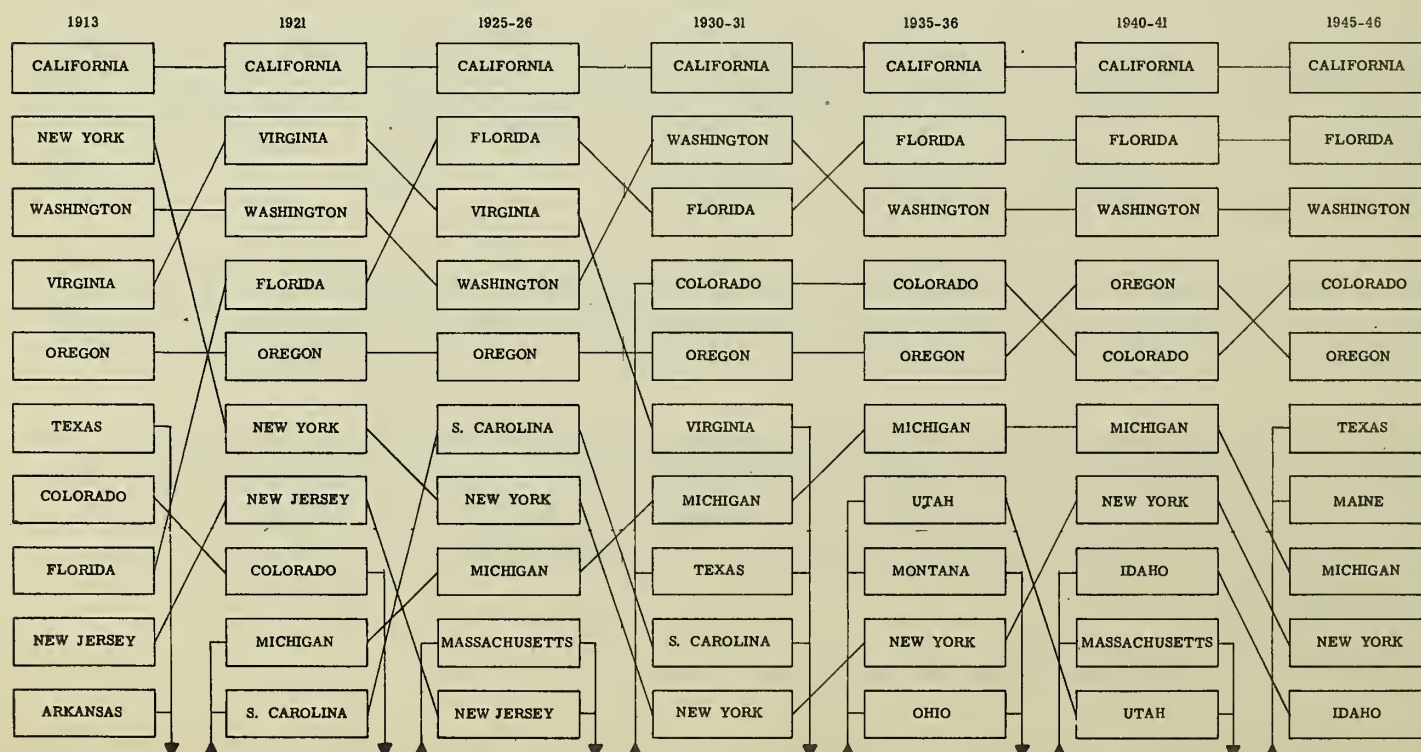 1913 1921 1925-26 1930-31 1935-36 1940-41 1945-46
CALIFORNIA CALIFORNIA CALIFORNIA CALIFORNIA CALIFORNIA CALIFORNIA CALIFORNIA
NEW YORK VIRGINIA FLORIDA WASHINGTON FLORIDA FLORIDA FLORIDA
WASHINGTON WASHINGTON VIRGINIA FLORIDA WASHINGTON WASHINGTON WASHINGTON
VIRGINIA FLORIDA WASHINGTON COLORADO COLORADO OREGON COLORADO
OREGON OREGON OREGON OREGON OREGON COLORADO OREGON
TEXAS NEW YORK S. CAROLINA VIRGINIA MICHIGAN MICHIGAN TEXAS
COLORADO NEW JERSEY NEW YORK MICHIGAN UTAH NEW YORK MAINE
FLORIDA COLORADO MICHIGAN TEXAS MONTANA IDAHO MICHIGAN
NEW JERSEY MICHIGAN MASSACHUSETTS S. CAROLINA NEW YORK MASSACHUSETTS NEW YORK
ARKANSAS S. CAROLINA NEW JERSEY NEW YORK OHIO UTAH IDAHO